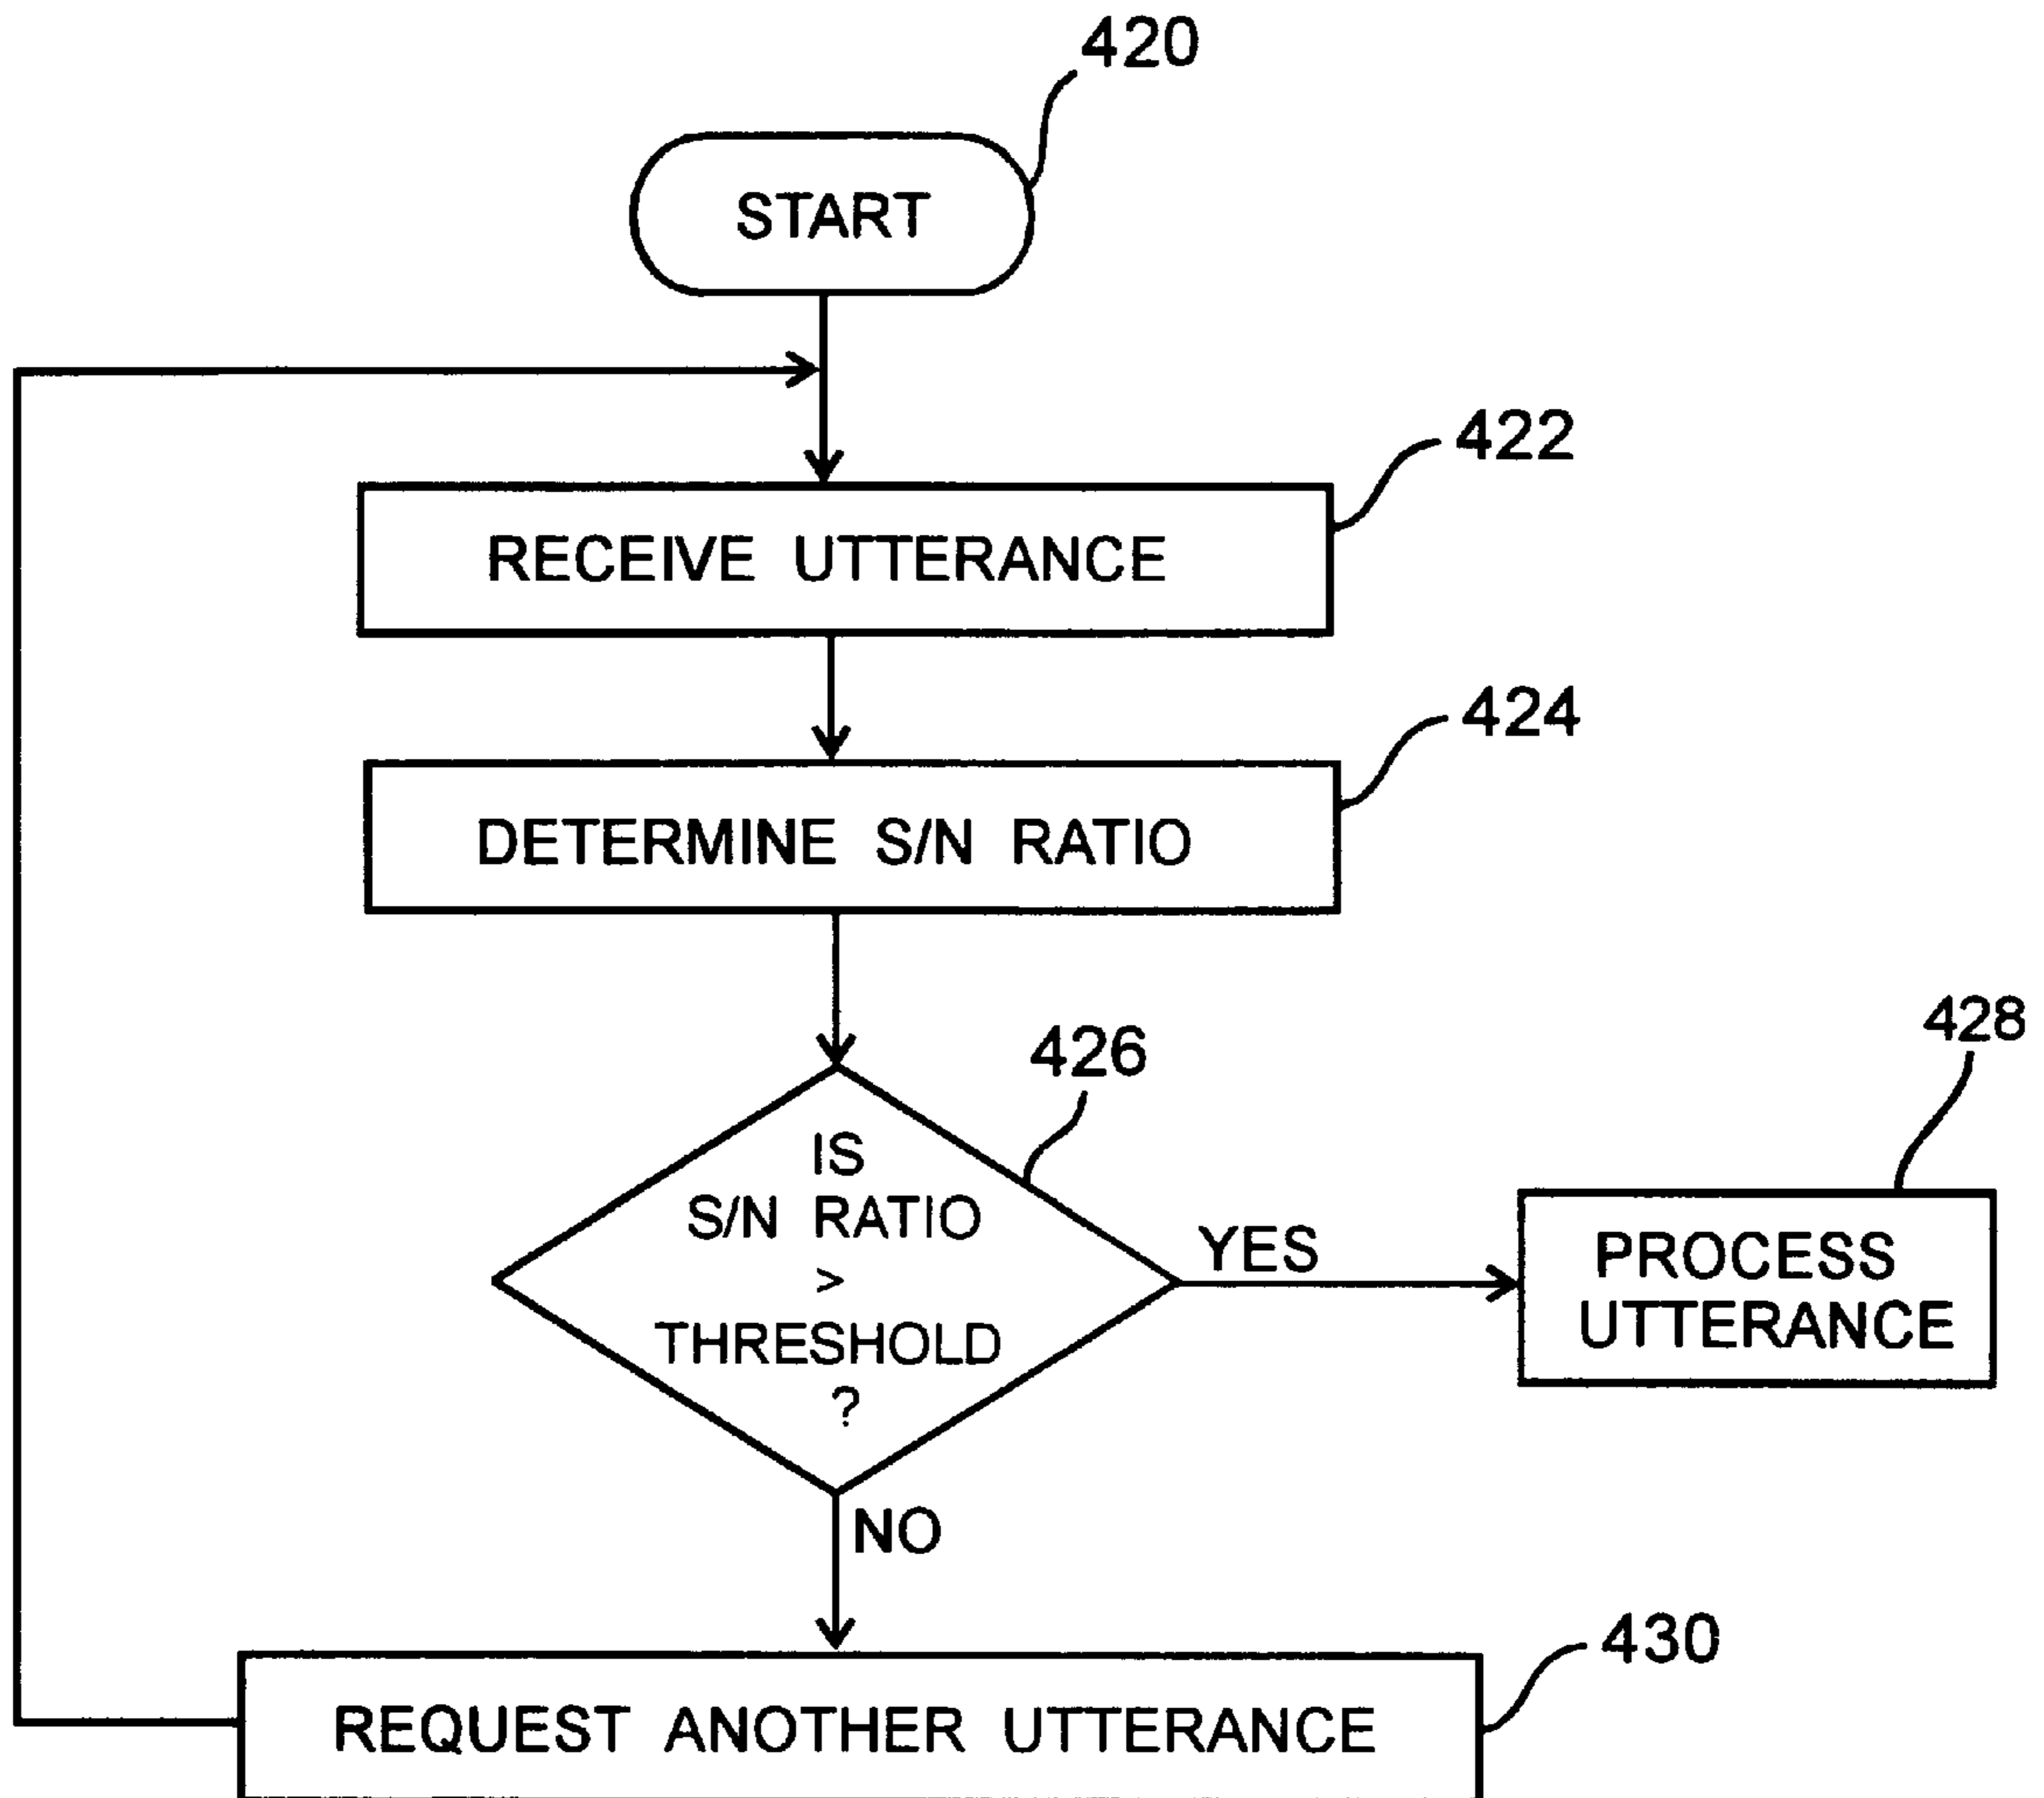 420
START
422
RECEIVE UTTERANCE
424
DETERMINE S/N RATIO
426
428
IS
S/N RATIO
>
THRESHOLD
?
YES
PROCESS
UTTERANCE
NO
430
REQUEST ANOTHER UTTERANCE